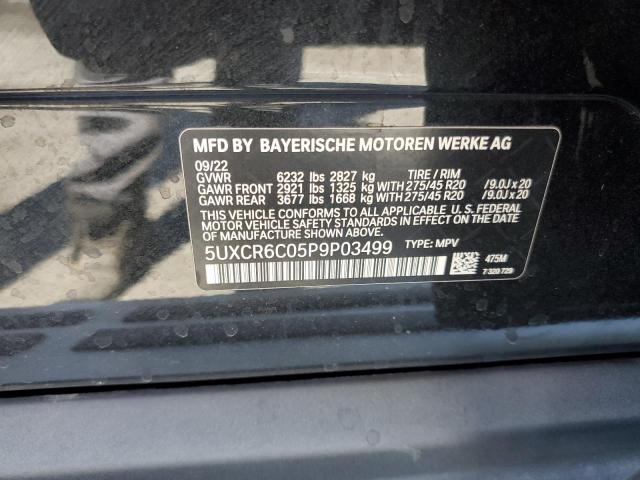 MFD BY BAYERISCHE MOTOREN WERKE AG
09/22
GVWR 6232 lbs 2827 kg TIRE / RIM
GAWR FRONT 2921 lbs 1325 kg WITH 275/45 R20 /9.0J x 20
GAWR REAR 3677 lbs 1668 kg WITH 275/45 R20 /9.0J x 20
THIS VEHICLE CONFORMS TO ALL APPLICABLE U. S. FEDERAL
MOTOR VEHICLE SAFETY STANDARDS IN EFFECT ON THE
DATE OF MANUFACTURE SHOWN ABOVE.
5UXCR6C05P9P03499 TYPE: MPV
475M
7 320 729